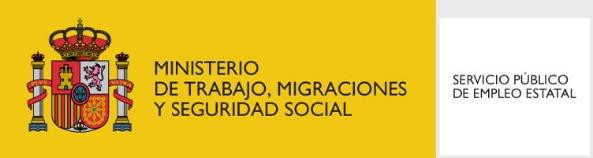 MINISTERIO
DE TRABAJO, MIGRACIONES
Y SEGURIDAD SOCIAL
SERVICIO PÚBLICO
DE EMPLEO ESTATAL